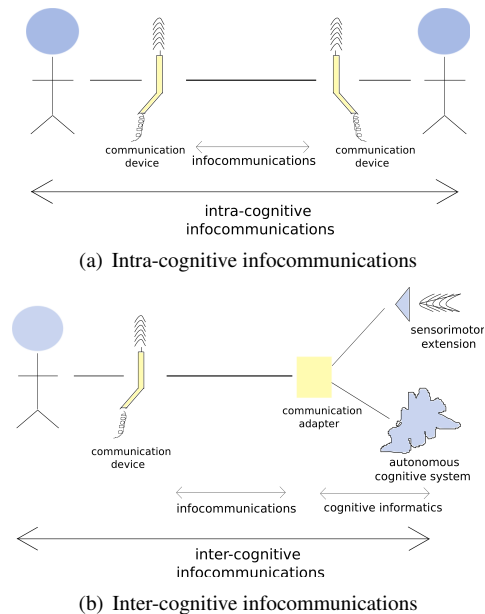 communication
device
infocommunications
communication
device
intra-cognitive
infocommunications
(a) Intra-cognitive infocommunications
sensorimotor
extension
communication
adapter
communication
device
autonomous
cognitive system
infocommunications
cognitive informatics
inter-cognitive
infocommunications
(b) Inter-cognitive infocommunications